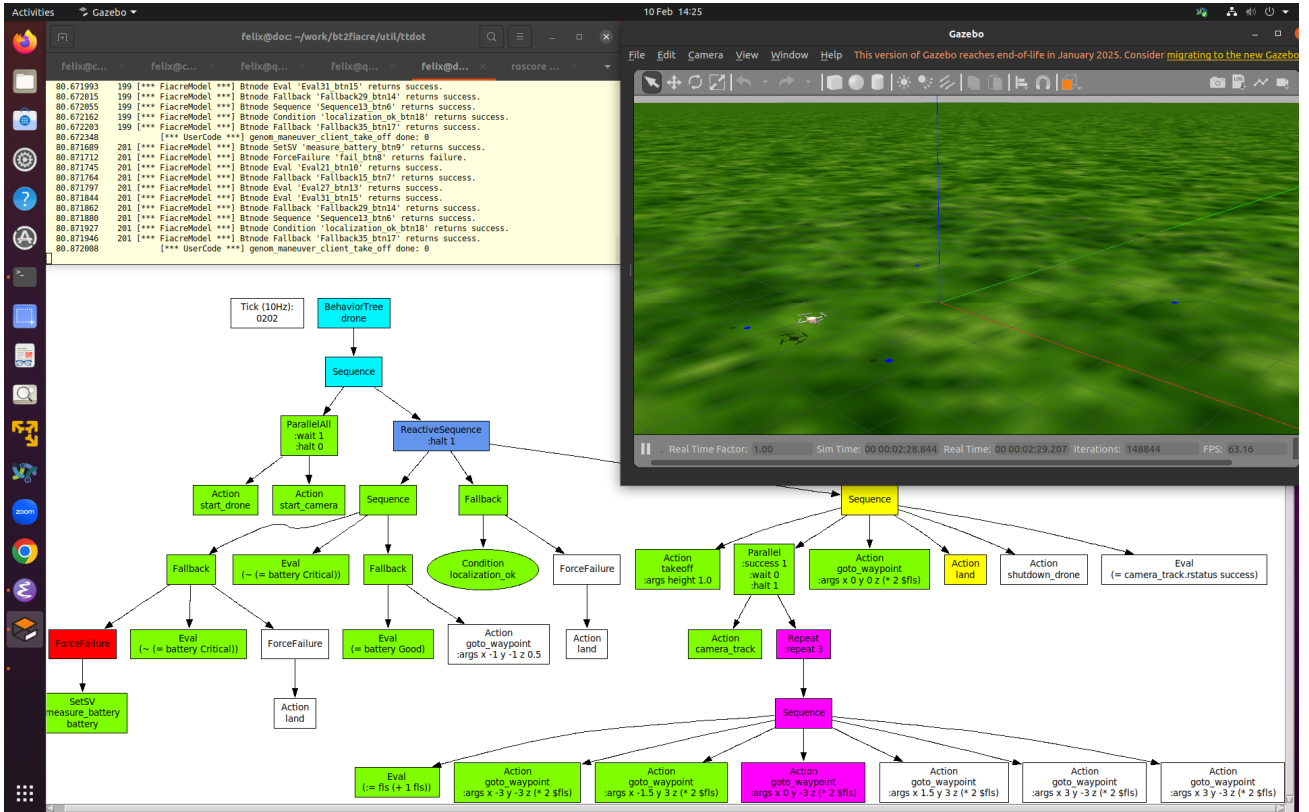 Activities
Gazebo
10 Feb 14:25
felix@doc: ~/work/bt2fiacre/util/ttdot
felix@c...
felix@c...
felix@q...
felix@q...
felix@d...
roscore ...
80.671993 199 [*** FiacreModel ***] Btnode Eval 'Eval31_btn15' returns success.
80.672015 199 [*** FiacreModel ***] Btnode Fallback 'Fallback29_btn14' returns success.
80.672055 199 [*** FiacreModel ***] Btnode Sequence 'Sequence13_btn6' returns success.
80.672162 199 [*** FiacreModel ***] Btnode Condition 'localization_ok_btn18' returns success.
80.672203 199 [*** FiacreModel ***] Btnode Fallback 'Fallback35_btn17' returns success.
80.672348 [*** UserCode ***] genom_maneuver_client_take_off done: 0
80.871689 201 [*** FiacreModel ***] Btnode SetSV 'measure_battery_btn9' returns success.
80.871712 201 [*** FiacreModel ***] Btnode ForceFailure 'fail_btn8' returns failure.
80.871745 201 [*** FiacreModel ***] Btnode Eval 'Eval21_btn10' returns success.
80.871764 201 [*** FiacreModel ***] Btnode Fallback 'Fallback15_btn7' returns success.
80.871797 201 [*** FiacreModel ***] Btnode Eval 'Eval27_btn13' returns success.
80.871844 201 [*** FiacreModel ***] Btnode Eval 'Eval31_btn15' returns success.
80.871862 201 [*** FiacreModel ***] Btnode Fallback 'Fallback29_btn14' returns success.
80.871880 201 [*** FiacreModel ***] Btnode Sequence 'Sequence13_btn6' returns success.
80.871927 201 [*** FiacreModel ***] Btnode Condition 'localization_ok_btn18' returns success.
80.871946 201 [*** FiacreModel ***] Btnode Fallback 'Fallback35_btn17' returns success.
80.872008 [*** UserCode ***] genom_maneuver_client_take_off done: 0
Gazebo
File Edit Camera View Window Help This version of Gazebo reaches end-of-life in January 2025. Consider migrating to the new Gazebo
LOG
Real Time Factor: 1.00 Sim Time: 00 00:02:28.844 Real Time: 00 00:02:29.207 Iterations: 148844 FPS: 63.16
zoom
Tick (10Hz):
0202
BehaviorTree
drone
Sequence
ParallelAll
:wait 1
:halt 0
ReactiveSequence
:halt 1
Action
start_drone
Action
start_camera
Sequence
Fallback
Sequence
Fallback
Eval
(~ (= battery Critical))
Fallback
Condition
localization_ok
ForceFailure
Action
takeoff
:args height 1.0
Parallel
:success 1
:wait 0
:halt 1
Action
goto_waypoint
:args x 0 y 0 z (* 2 $fls)
Action
land
Action
shutdown_drone
Eval
(= camera_track.rstatus success)
ForceFailure
Eval
(~ (= battery Critical))
ForceFailure
Eval
(= battery Good)
Action
goto_waypoint
:args x -1 y -1 z 0.5
Action
land
Action
camera_track
Repeat
:repeat 3
SetSV
measure_battery
battery
Action
land
Sequence
Eval
(:= fls (+ 1 fls))
Action
goto_waypoint
:args x -3 y -3 z (* 2 $fls)
Action
goto_waypoint
:args x -1.5 y 3 z (* 2 $fls)
Action
goto_waypoint
:args x 0 y -3 z (* 2 $fls)
Action
goto_waypoint
:args x 1.5 y 3 z (* 2 $fls)
Action
goto_waypoint
:args x 3 y -3 z (* 2 $fls)
Action
goto_waypoint
:args x 3 y -3 z (* 2 $fls)